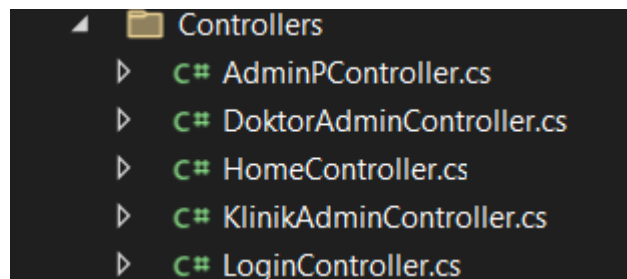 Controllers
C# AdminPController.cs
C# DoktorAdminController.cs
C# HomeController.cs
C# KlinikAdminController.cs
C# LoginController.cs